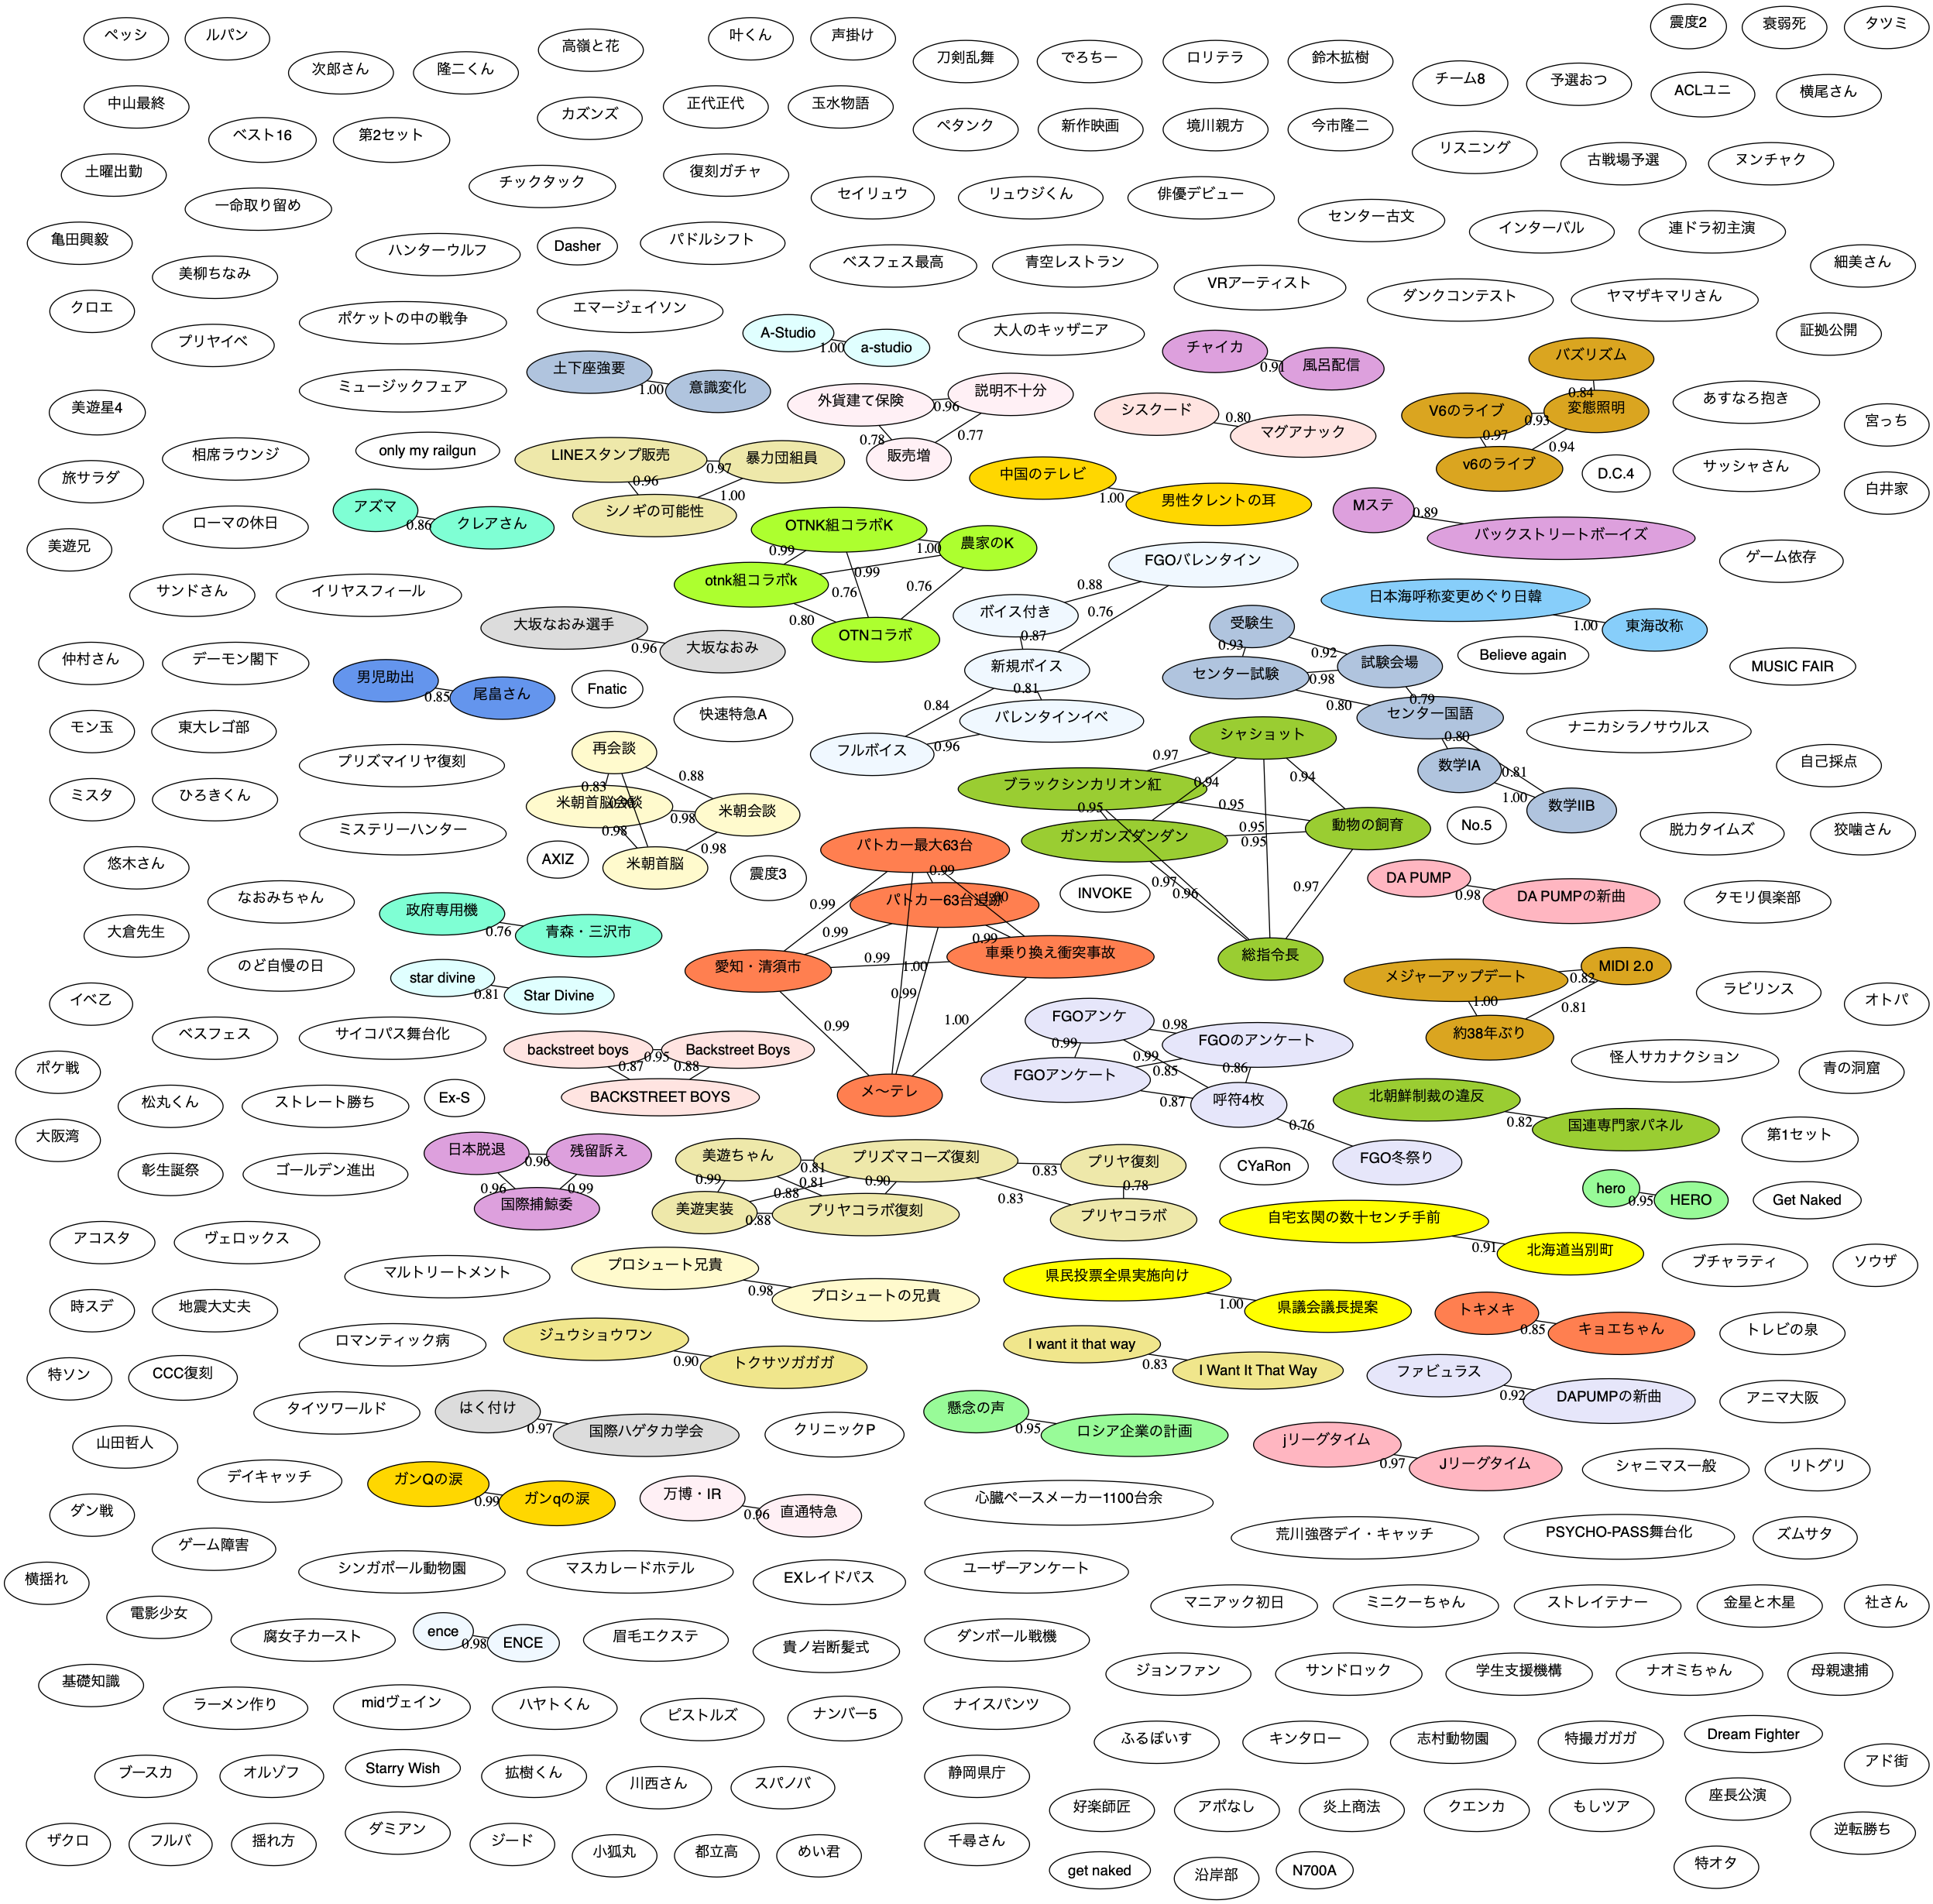 ペッシ
ルパン
次郎さん
隆二くん
高嶺と花
叶くん
声掛け
刀剣乱舞
でろちー
ロリテラ
鈴木拡樹
チーム8
予選おつ
震度2
衰弱死
タツミ
ACLユニ
横尾さん
中山最終
ベスト16
第2セット
カズンズ
正代正代
玉水物語
ペタンク
新作映画
境川親方
今市隆二
リスニング
古戦場予選
ヌンチャク
土曜出勤
一命取り留め
チックタック
復刻ガチャ
セイリュウ
リュウジくん
俳優デビュー
センター古文
インターバル
連ドラ初主演
亀田興毅
美柳ちなみ
ハンターウルフ
Dasher
パドルシフト
ベスフェス最高
青空レストラン
VRアーティスト
ダンクコンテスト
ヤマザキマリさん
細美さん
クロエ
プリヤイベ
ポケットの中の戦争
エマージェイソン
A-Studio
1.00
a-studio
大人のキッザニア
チャイカ
0.91
風呂配信
バズリズム
0.84
V6のライブ
0.93
変態照明
0.97
0.94
v6のライブ
証拠公開
美遊星4
ミュージックフェア
土下座強要
1.00
意識変化
外貨建て保険
0.96
説明不十分
0.78
0.77
販売増
シスクード
0.80
マグアナック
あすなろ抱き
宮っち
旅サラダ
相席ラウンジ
only my railgun
LINEスタンプ販売
0.97
暴力団組員
0.96
1.00
シノギの可能性
中国のテレビ
1.00
男性タレントの耳
D.C.4
サッシャさん
白井家
美遊兄
ローマの休日
アズマ
0.86
クレアさん
OTNK組コラボK
1.00
農家のK
0.99
0.99
otnk組コラボk
0.76
0.76
0.80
OTNコラボ
Mステ
0.89
バックストリートボーイズ
ゲーム依存
サンドさん
イリヤスフィール
FGOバレンタイン
0.88
0.76
ボイス付き
0.87
新規ボイス
0.81
0.84
バレンタインイベ
0.96
フルボイス
日本海呼称変更めぐり日韓
1.00
東海改称
大坂なおみ選手
0.96
大坂なおみ
受験生
0.93
0.92
センター試験
0.98
試験会場
0.79
0.80
センター国語
0.80
数学IA
0.81
1.00
数学IIB
Believe again
MUSIC FAIR
仲村さん
デーモン閣下
男児助出
0.85
尾畠さん
Fnatic
快速特急A
ナニカシラノサウルス
モン玉
東大レゴ部
プリズマイリヤ復刻
再会談
0.83
0.88
米朝首脳会談
0.98
米朝会談
0.98
0.98
米朝首脳
シャショット
0.97
0.94
0.94
ブラックシンカリオン紅
0.95
0.95
ガンガンズダンダン
0.95
0.95
動物の飼育
0.97
0.96
0.97
総指令長
自己採点
ミスタ
ひろきくん
ミステリーハンター
AXIZ
震度3
No.5
脱力タイムズ
狡噛さん
悠木さん
なおみちゃん
パトカー最大63台
0.99
パトカー63台追跡
1.00
0.99
0.99
0.99
車乗り換え衝突事故
愛知・清須市
0.99
1.00
0.99
0.99
1.00
メ〜テレ
INVOKE
DA PUMP
0.98
DA PUMPの新曲
タモリ倶楽部
大倉先生
のど自慢の日
政府専用機
0.76
青森・三沢市
star divine
0.81
Star Divine
メジャーアップデート
0.82
MIDI 2.0
1.00
0.81
約38年ぶり
ラビリンス
オトパ
イベ乙
ベスフェス
サイコパス舞台化
backstreet boys
0.95
Backstreet Boys
0.87
0.88
BACKSTREET BOYS
FGOアンケ
0.98
FGOのアンケート
0.99
0.99
FGOアンケート
0.85
0.86
0.87
呼符4枚
0.76
FGO冬祭り
怪人サカナクション
青の洞窟
ポケ戦
松丸くん
ストレート勝ち
Ex-S
北朝鮮制裁の違反
0.82
国連専門家パネル
第1セット
大阪湾
彰生誕祭
ゴールデン進出
日本脱退
0.96
残留訴え
0.96
0.99
国際捕鯨委
美遊ちゃん
0.81
プリズマコーズ復刻
0.83
プリヤ復刻
0.99
0.81
0.88
0.90
0.83
0.78
美遊実装
0.88
プリヤコラボ復刻
プリヤコラボ
CYaRon
hero
0.95
HERO
Get Naked
アコスタ
ヴェロックス
マルトリートメント
プロシュート兄貴
0.98
プロシュートの兄貴
自宅玄関の数十センチ手前
0.91
北海道当別町
ブチャラティ
ソウザ
時スデ
地震大丈夫
ロマンティック病
県民投票全県実施向け
1.00
県議会議長提案
トキメキ
0.85
キョエちゃん
トレビの泉
特ソン
CCC復刻
ジュウショウワン
0.90
トクサツガガガ
I want it that way
0.83
I Want It That Way
ファビュラス
0.92
DAPUMPの新曲
アニマ大阪
タイツワールド
はく付け
0.97
国際ハゲタカ学会
クリニックP
懸念の声
0.95
ロシア企業の計画
jリーグタイム
0.97
Jリーグタイム
シャニマス一般
リトグリ
山田哲人
デイキャッチ
ガンQの涙
0.99
ガンqの涙
万博・IR
0.96
直通特急
心臓ペースメーカー1100台余
荒川強啓デイ・キャッチ
PSYCHO-PASS舞台化
ズムサタ
ダン戦
ゲーム障害
シンガポール動物園
マスカレードホテル
EXレイドパス
ユーザーアンケート
マニアック初日
ミニクーちゃん
ストレイテナー
金星と木星
社さん
横揺れ
電影少女
腐女子カースト
ence
0.98
ENCE
眉毛エクステ
貴ノ岩断髪式
ダンボール戦機
ジョンファン
サンドロック
学生支援機構
ナオミちゃん
母親逮捕
基礎知識
ラーメン作り
midヴェイン
ハヤトくん
ピストルズ
ナンバー5
ナイスパンツ
ふるぼいす
キンタロー
志村動物園
特撮ガガガ
Dream Fighter
アド街
ブースカ
オルゾフ
Starry Wish
拡樹くん
川西さん
スパノバ
静岡県庁
好楽師匠
アポなし
炎上商法
クエンカ
もしツア
座長公演
逆転勝ち
ザクロ
フルバ
揺れ方
ダミアン
ジード
小狐丸
都立高
めい君
千尋さん
get naked
沿岸部
N700A
特オタ